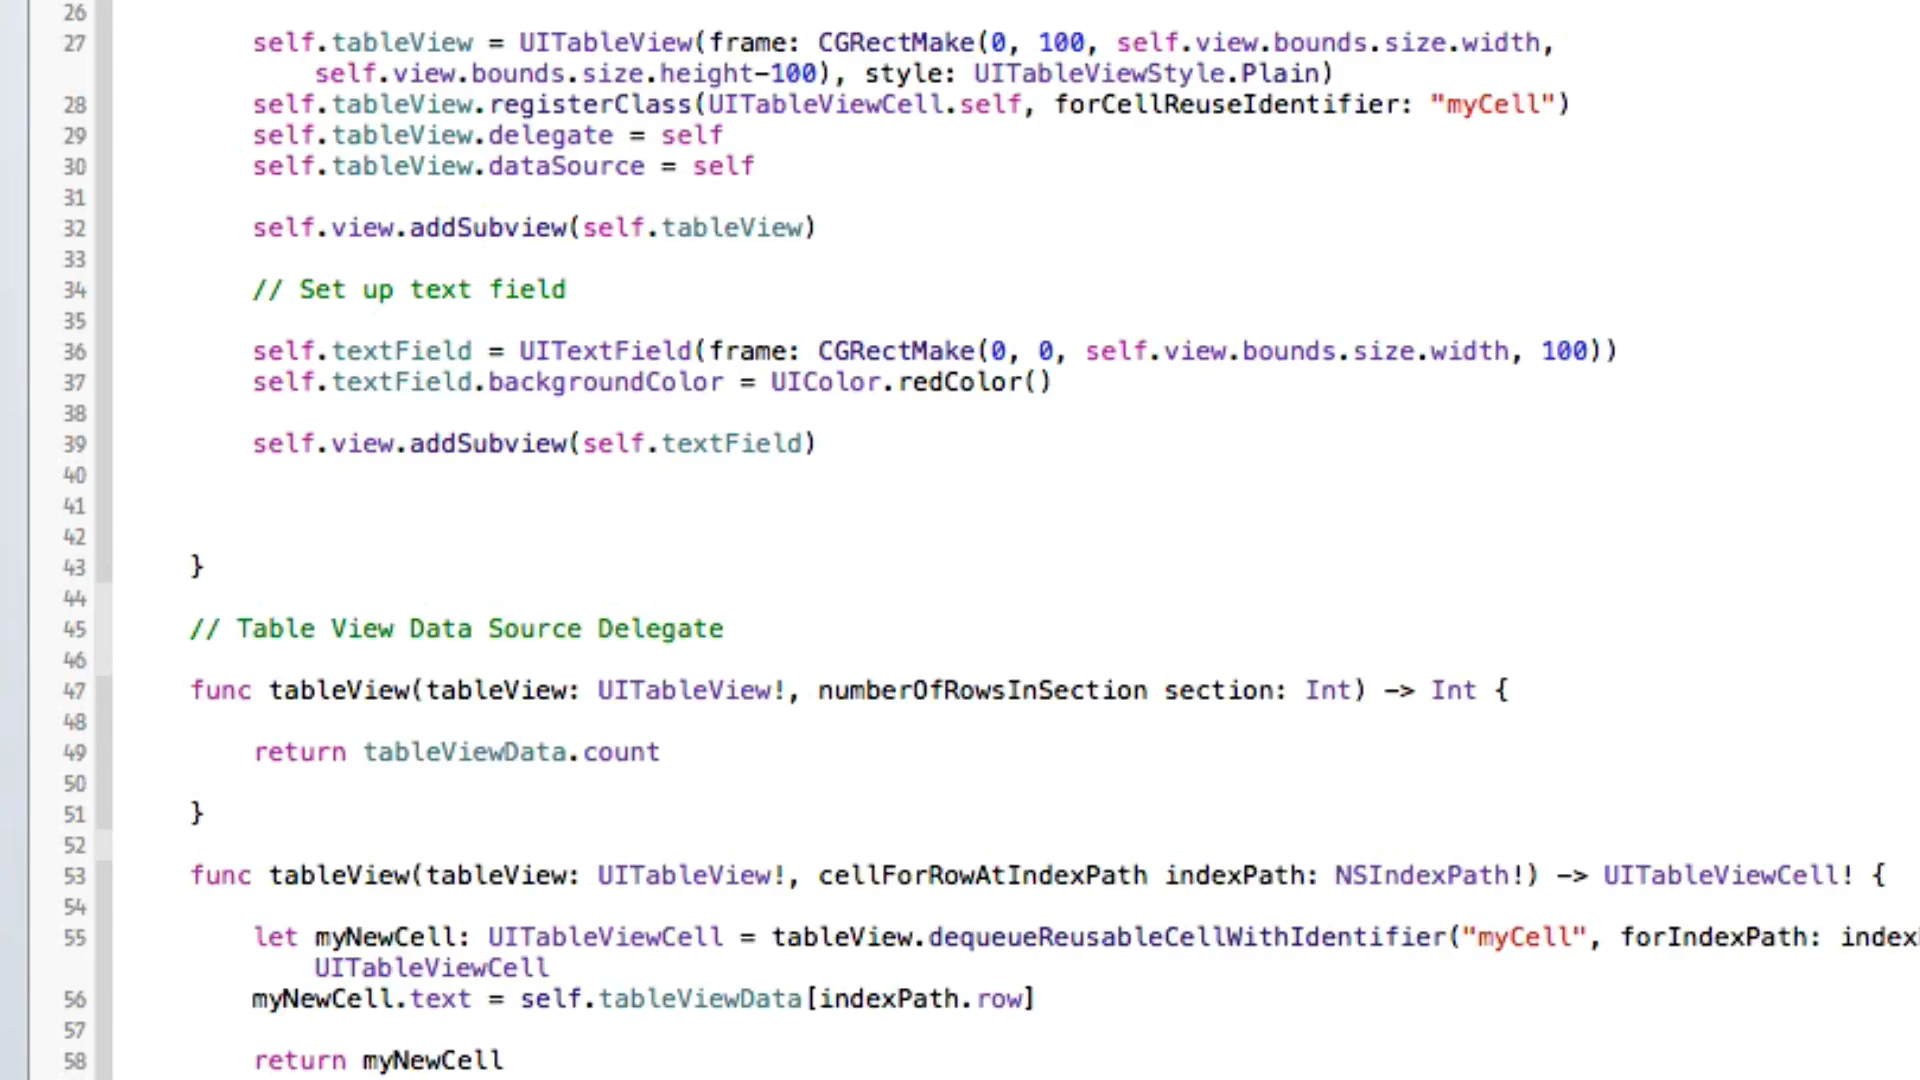 26
27 self.tableView = UITableView(frame: CGRectMake(0, 100, self.view.bounds.size.width,
self.view.bounds.size.height-100), style: UITableViewStyle.Plain)
28 self.tableView.registerClass(UITableViewCell.self, forCellReuseIdentifier: "myCell")
29 self.tableView.delegate = self
30 self.tableView.dataSource = self
31
32 self.view.addSubview(self.tableView)
33
34 // Set up text field
35
36 self.textField = UITextField(frame: CGRectMake(0, 0, self.view.bounds.size.width, 100))
37 self.textField.backgroundColor = UIColor.redColor()
38
39 self.view.addSubview(self.textField)
40
41
42
43 }
44
45 // Table View Data Source Delegate
46
47 func tableView(tableView: UITableView!, numberOfRowsInSection section: Int) -> Int {
48
49 return tableViewData.count
50
51 }
52
53 func tableView(tableView: UITableView!, cellForRowAtIndexPath indexPath: NSIndexPath!) -> UITableViewCell! {
54
55 let myNewCell: UITableViewCell = tableView.dequeueReusableCellWithIdentifier("myCell", forIndexPath: index
UITableViewCell
56 myNewCell.text = self.tableViewData[indexPath.row]
57
58 return myNewCell